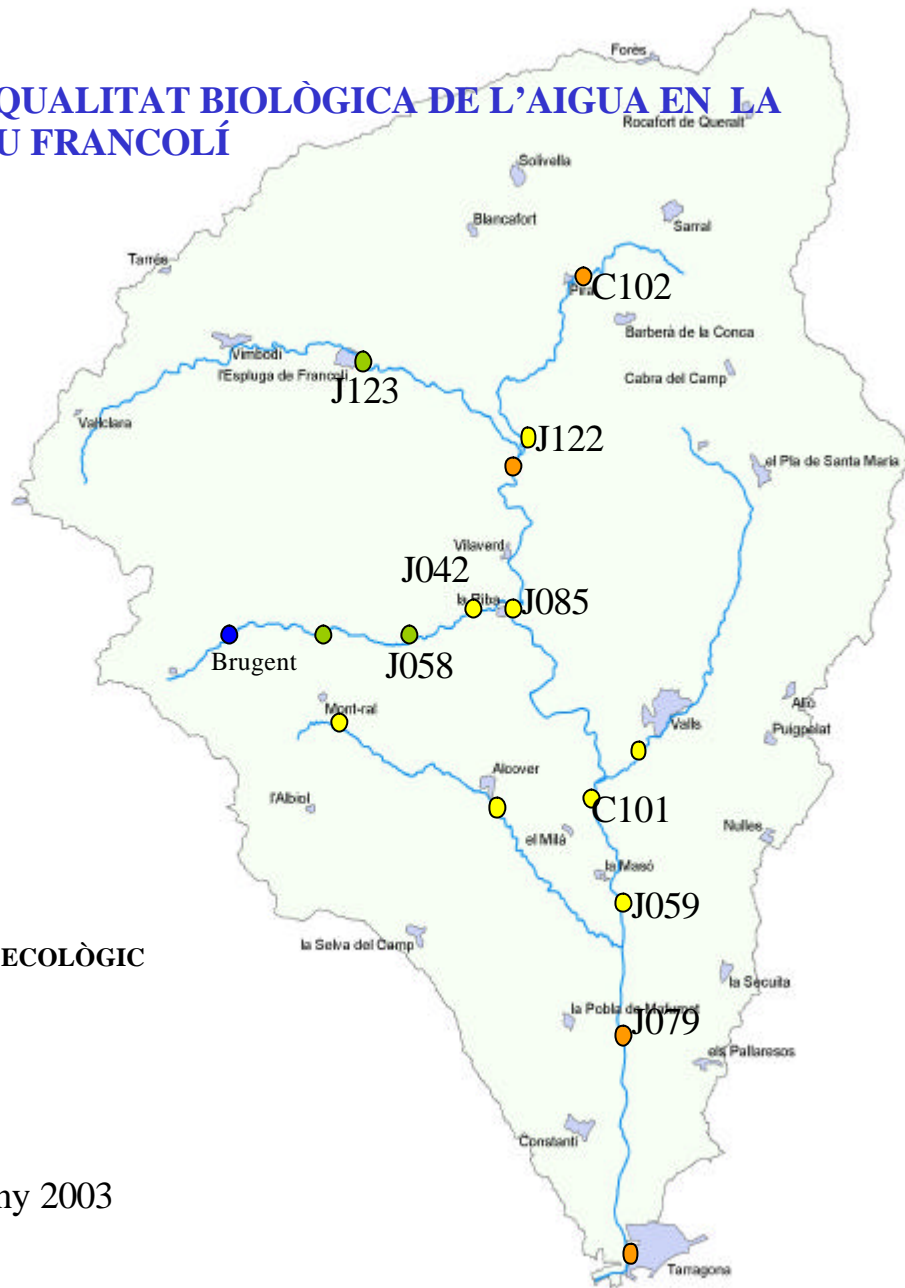 Forès
QUALITAT BIOLÒGICA DE L'AIGUA EN LA
Rocafort de Queralt
U FRANCOLÍ
Solivella
Blancafort
Sarral
Tarrés
C102
Barberà de la Conca
Vimbodí
l'Espluga de Francolí
Cabra del Camp
J123
Vallclara
J122
el Pla de Santa Maria
Vilaverd
J042
la Riba
J085
Brugent
J058
Mont-ral
Valls
Alió
Puigpelat
Alcover
l'Albiol
C101
el Milà
Nulles
la Masó
J059
la Selva del Camp
ECOLÒGIC
la Secuita
la Pobla de Mafumet
J079
els Pallaresos
Constantí
ny 2003
Tarragona